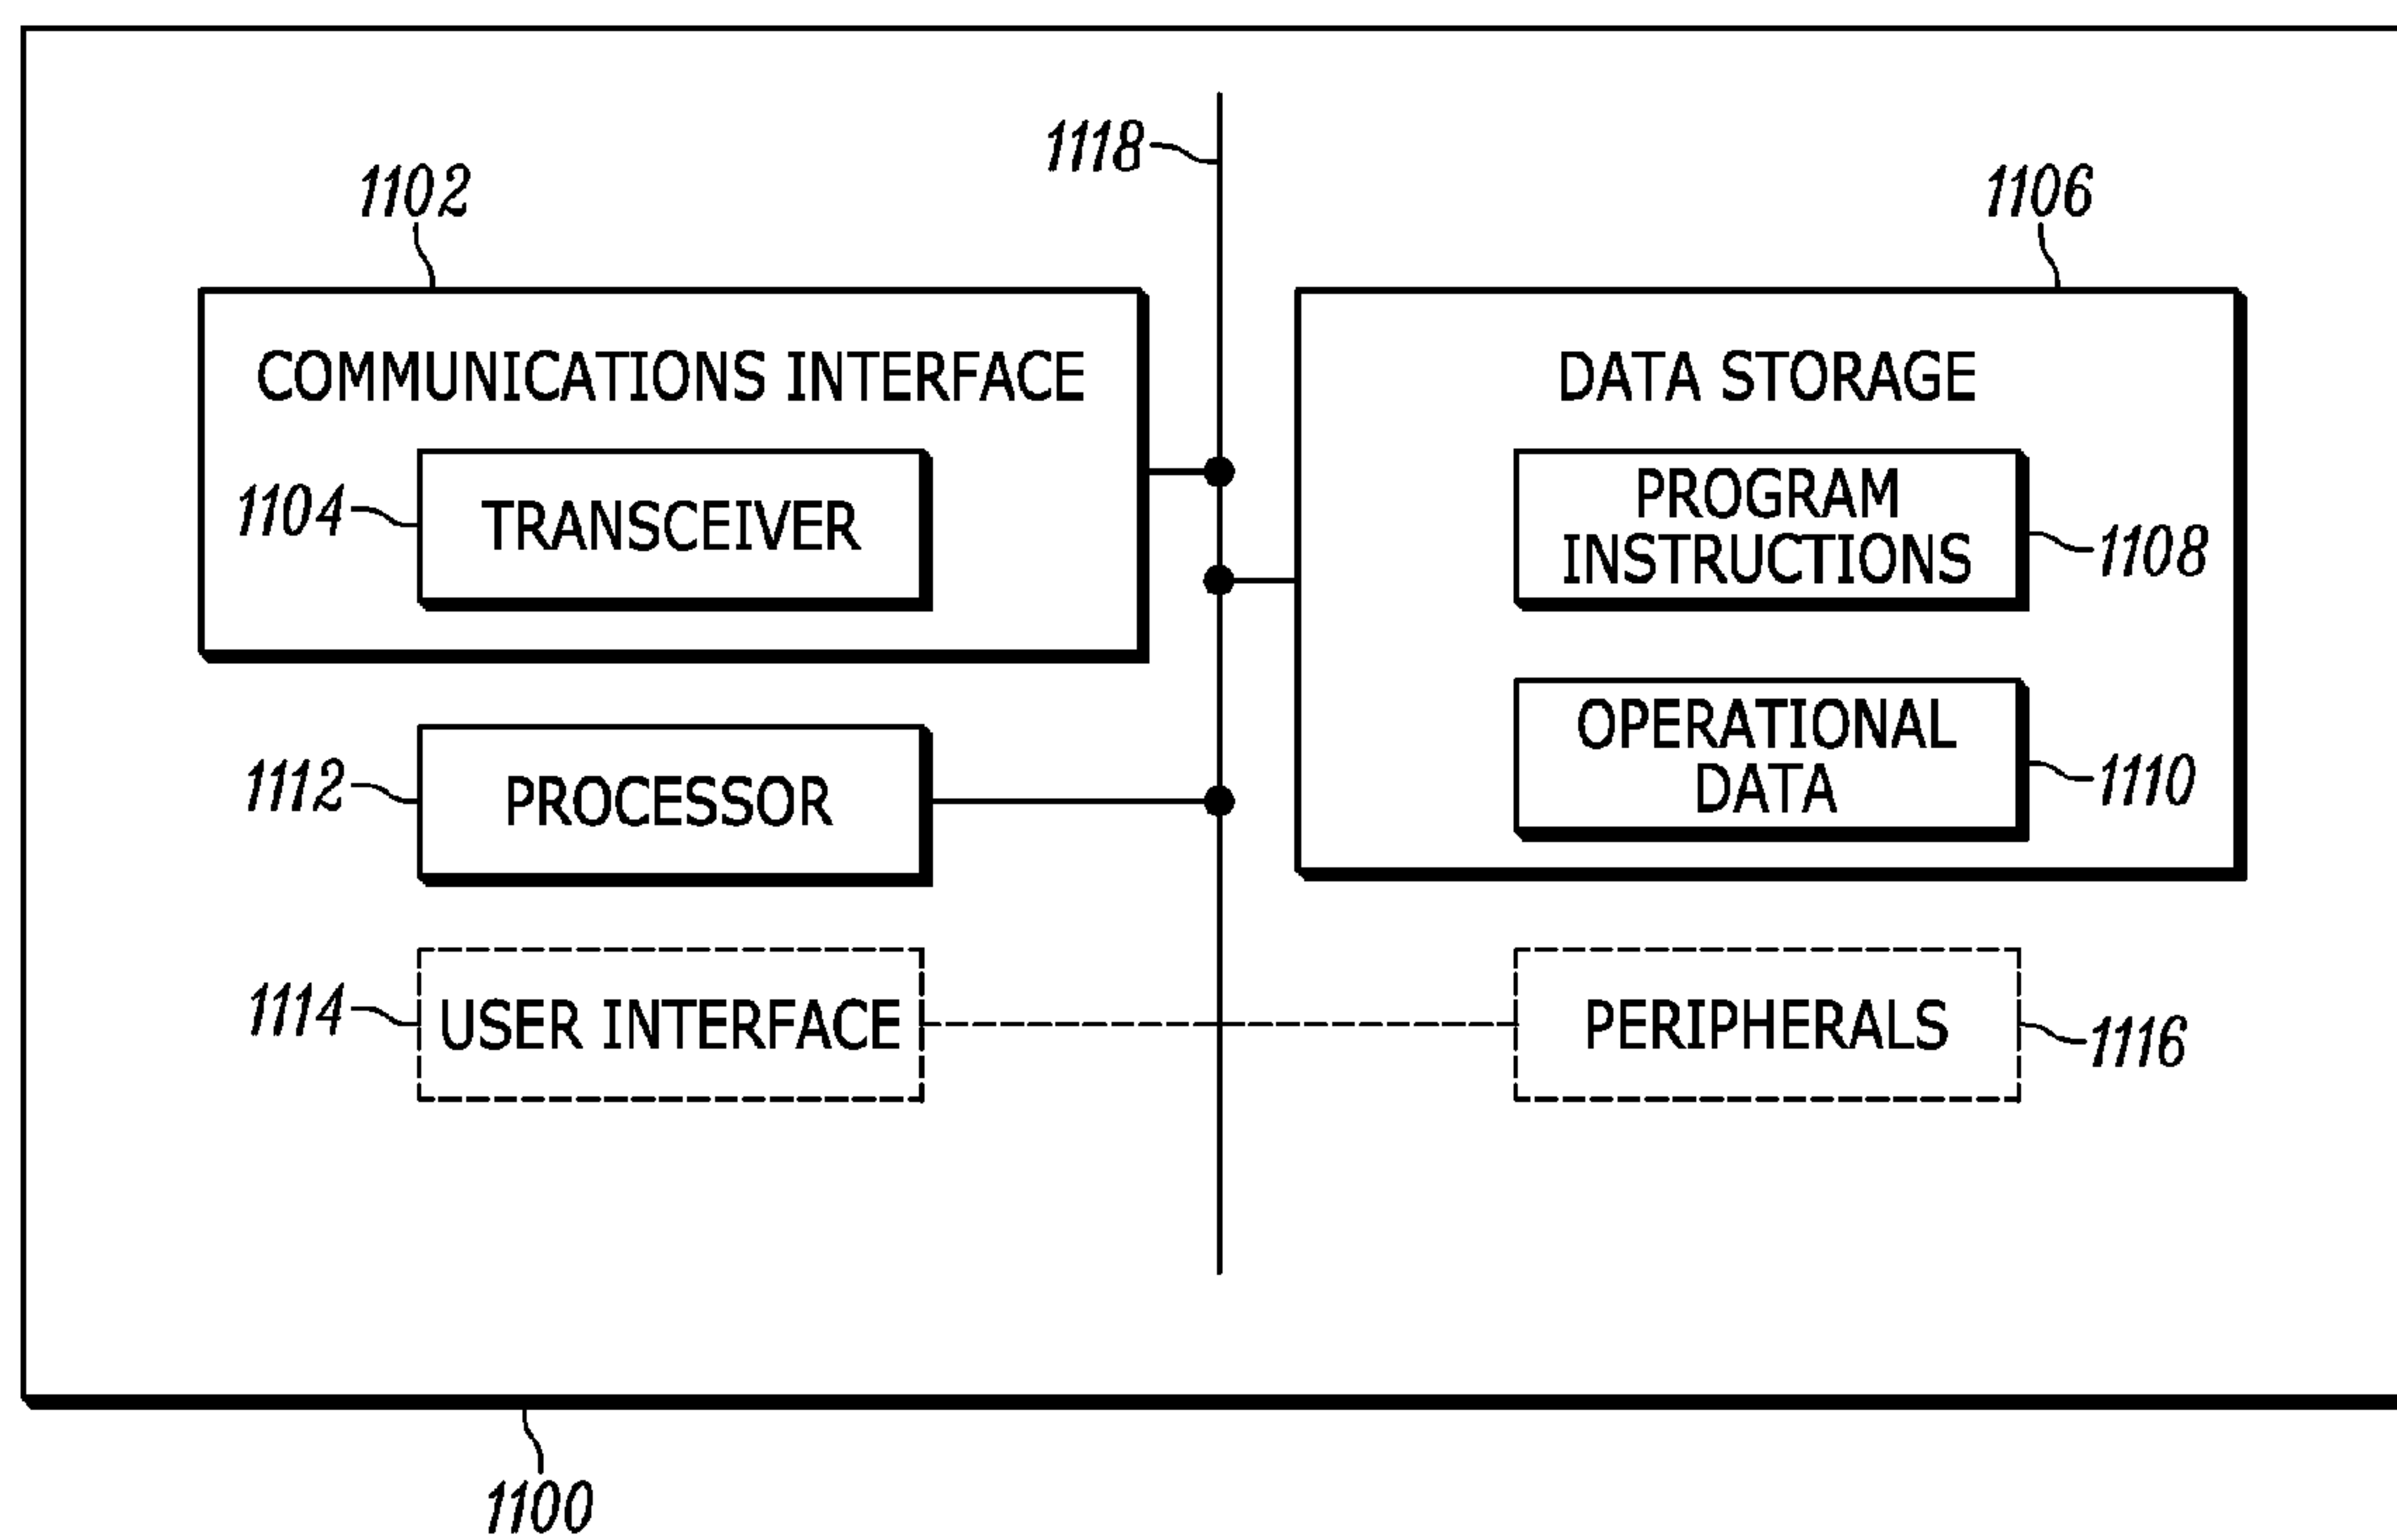 1118
1102
1106
COMMUNICATIONS INTERFACE
DATA STORAGE
1104
TRANSCEIVER
PROGRAM
INSTRUCTIONS
1108
1112
PROCESSOR
OPERATIONAL
DATA
1110
1114
USER INTERFACE
PERIPHERALS
1116
1100